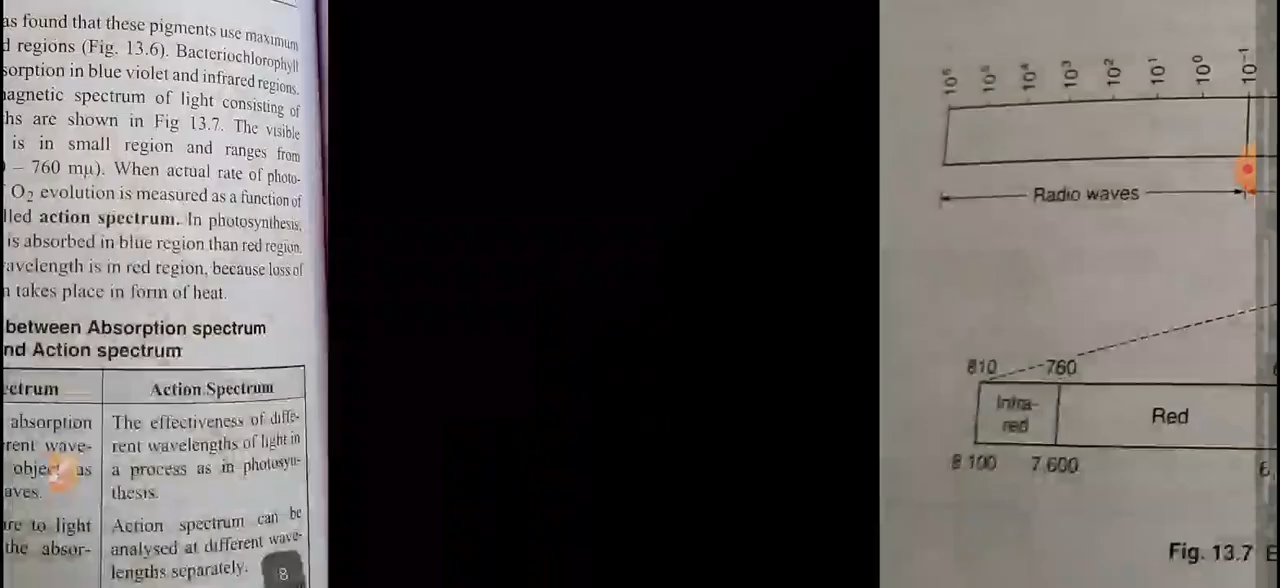 as found that these pigments use maximum
d regions (Fig. 13.6). Bacteriochlorophyll
sorption in blue violet and infrared regions.
agnetic spectrum of light consisting of
hs are shown in Fig 13.7. The visible
is in small region and ranges from
– 760 mµ). When actual rate of photo-
O₂ evolution is measured as a function of
lled action spectrum. In photosynthesis,
is absorbed in blue region than red region.
avelength is in red region, because loss of
n takes place in form of heat.
between Absorption spectrum
nd Action spectrum
ectrum
Action Spectrum
absorption
rent wave-
object as
aves.
The effectiveness of diffe-
rent wavelengths of light in
a process as in photosyn-
thesis.
ure to light
the absor-
Action spectrum can be
analysed at different wave-
lengths separately.
8
10⁶ 10⁵ 10⁴ 10³ 10² 10¹ 10⁰ 10⁻¹
Radio waves
810 760
Infra-
red
Red
8 100 7 600 6,
Fig. 13.7 E